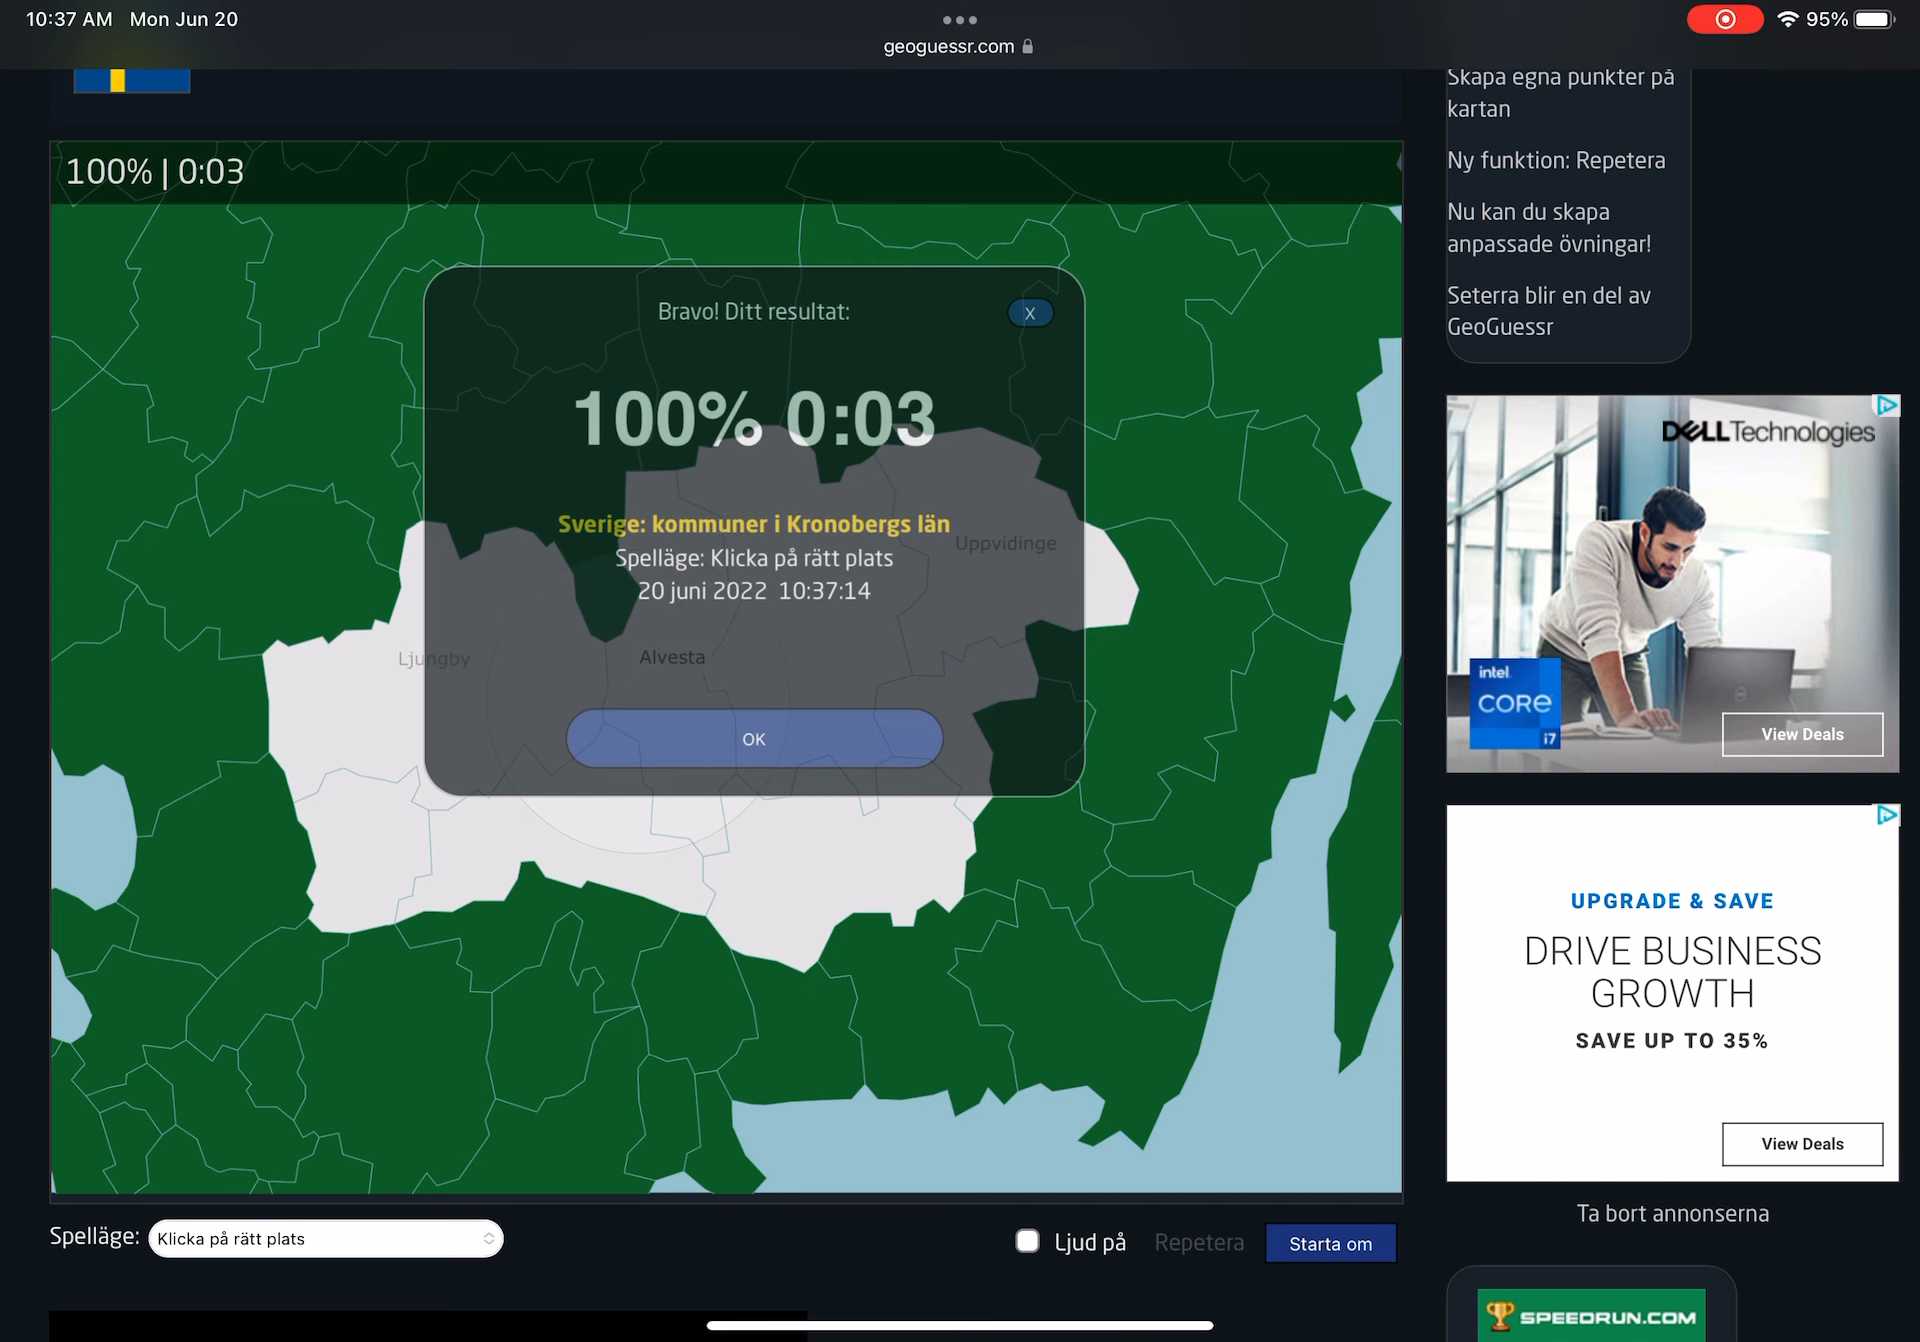 10:37 AM Mon Jun 20
95%
geoguessr.com
100% | 0:03
Bravo! Ditt resultat:
X
100% 0:03
Sverige: kommuner i Kronobergs län
Spelläge: Klicka på rätt plats
20 juni 2022 10:37:14
Uppvidinge
Ljungby
Alvesta
OK
Spelläge:
Klicka på rätt plats
Ljud på
Repetera
Starta om
Skapa egna punkter på
kartan
Ny funktion: Repetera
Nu kan du skapa
anpassade övningar!
Seterra blir en del av
GeoGuessr
DELL Technologies
intel
CORE
i7
View Deals
UPGRADE & SAVE
DRIVE BUSINESS
GROWTH
SAVE UP TO 35%
View Deals
Ta bort annonserna
SPEEDRUN.COM